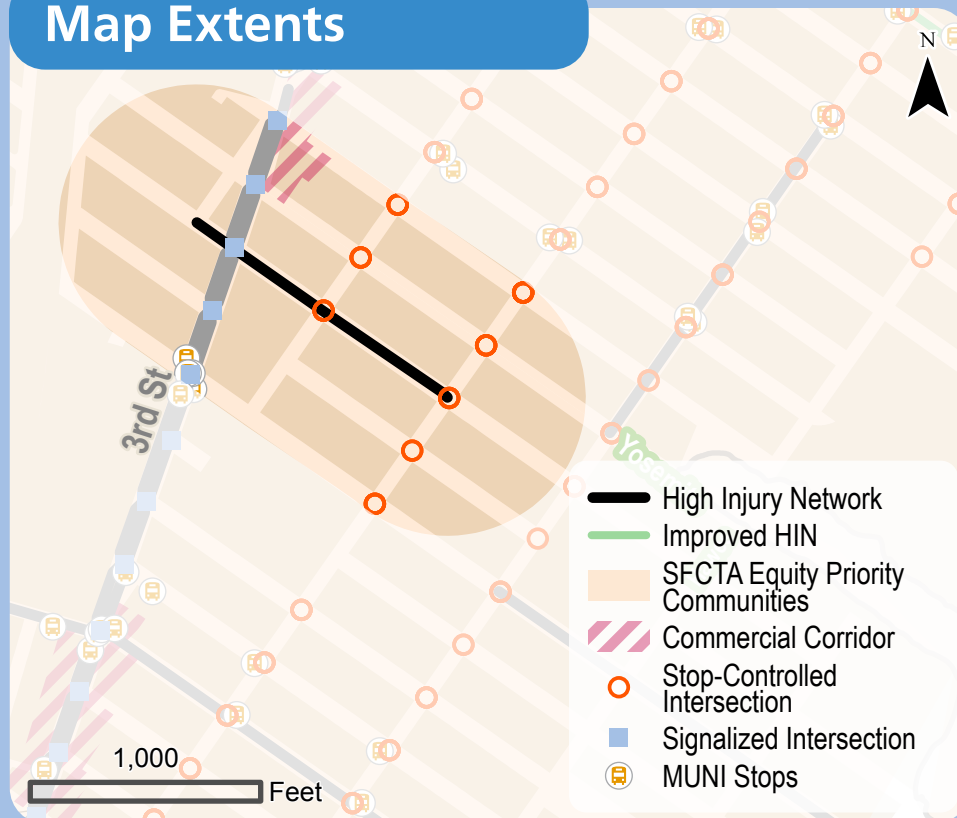 Map Extents
N
3rd St
High Injury Network
Improved HIN
SFCTA Equity Priority
Communities
Commercial Corridor
Stop-Controlled
Intersection
Signalized Intersection
MUNI Stops
1,000
Feet